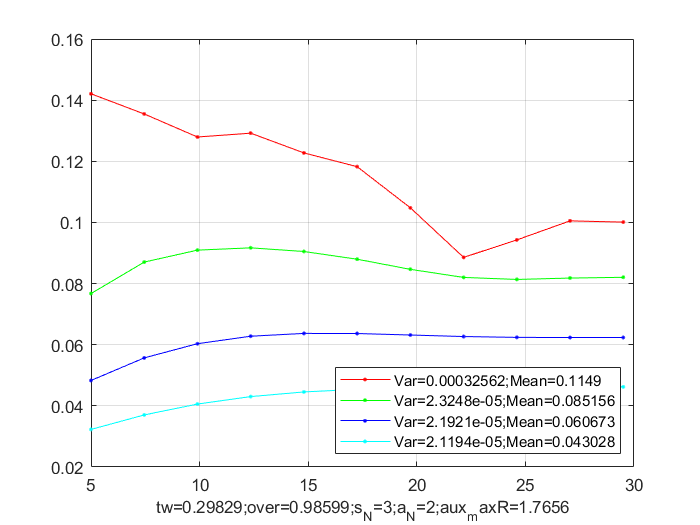 0.16
0.14
0.12
0.1
0.08
0.06
0.04
0.02
Var=0.00032562;Mean=0.1149
Var=2.3248e-05;Mean=0.085156
Var=2.1921e-05;Mean=0.060673
Var=2.1194e-05;Mean=0.043028
5 10 15 20 25 30
tw=0.29829;over=0.98599;s_N=3;a_N=2;aux_maxR=1.7656